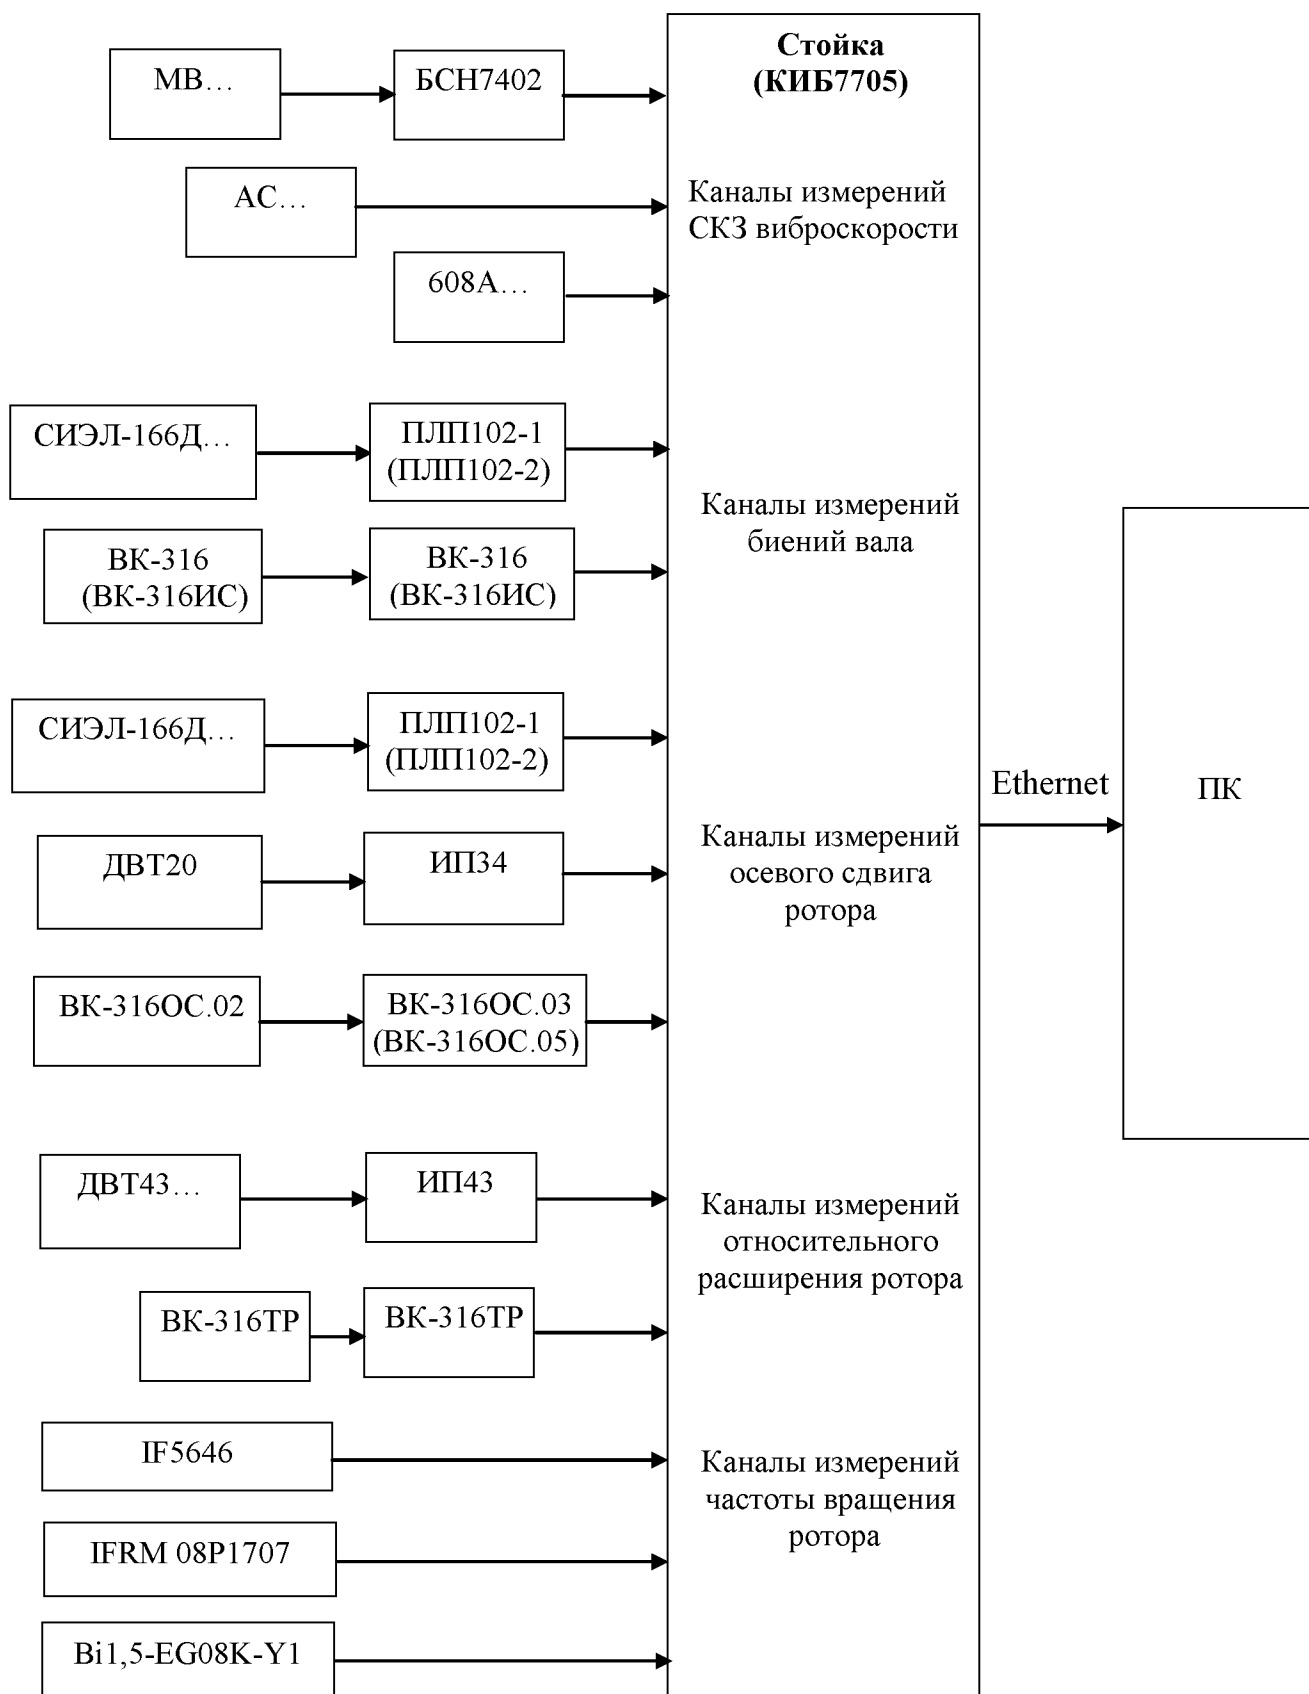 МВ…
БСН7402
Стойка
(КИБ7705)
АС…
Каналы измерений
СКЗ виброскорости
608А…
СИЭЛ-166Д…
ПЛП102-1
(ПЛП102-2)
Каналы измерений
биений вала
ВК-316
(ВК-316ИС)
ВК-316
(ВК-316ИС)
СИЭЛ-166Д…
ПЛП102-1
(ПЛП102-2)
Ethernet
ПК
ДВТ20
ИП34
Каналы измерений
осевого сдвига
ротора
ВК-316ОС.02
ВК-316ОС.03
(ВК-316ОС.05)
ДВТ43…
ИП43
Каналы измерений
относительного
расширения ротора
ВК-316ТР
ВК-316ТР
IF5646
Каналы измерений
частоты вращения
ротора
IFRM 08P1707
Bi1,5-EG08K-Y1